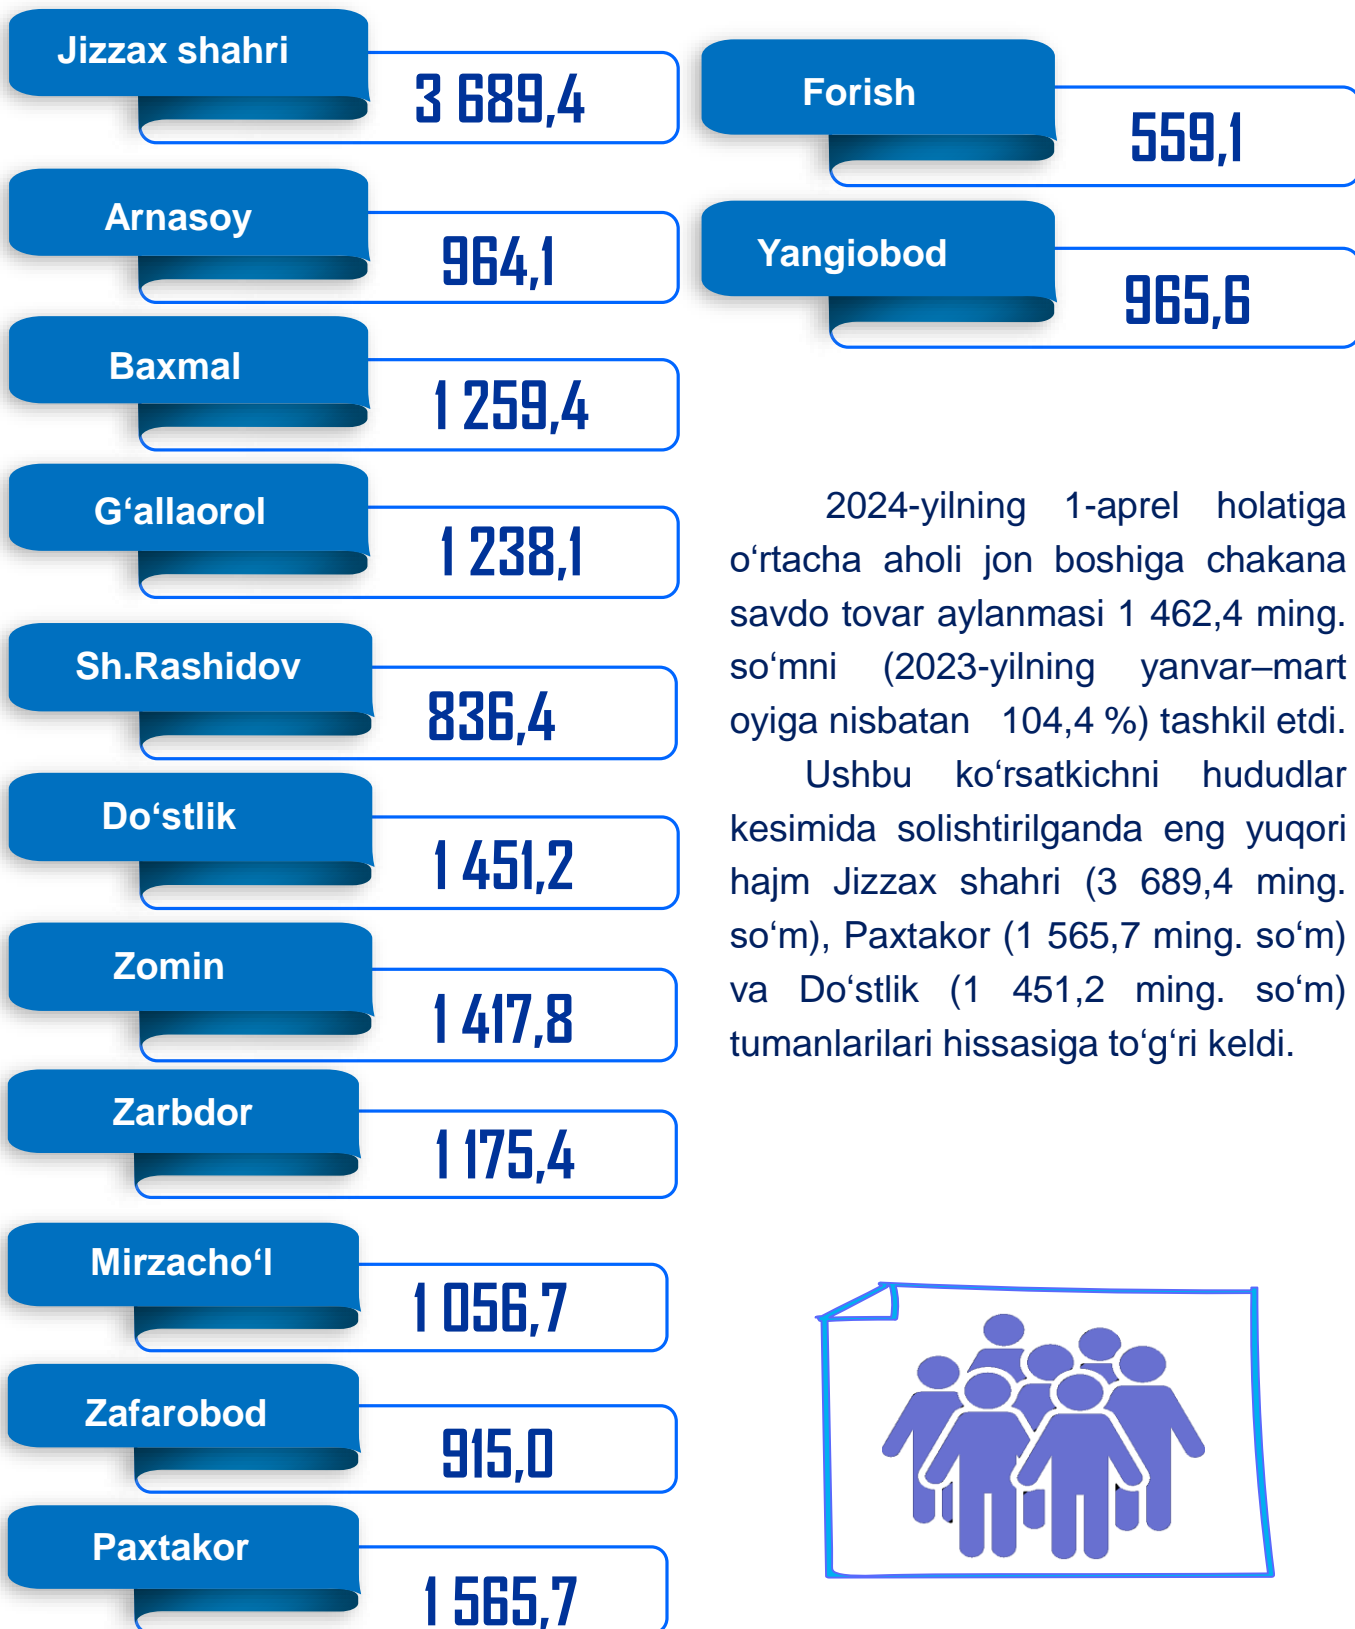 Jizzax shahri
3 689,4
Arnasoy
964,1
Baxmal
1 259,4
G‘allaorol
1 238,1
Sh.Rashidov
836,4
Do‘stlik
1 451,2
Zomin
1 417,8
Zarbdor
1 175,4
Mirzacho‘l
1 056,7
Zafarobod
915,0
Paxtakor
1 565,7
Forish
559,1
Yangiobod
965,6
2024-yilning 1-aprel holatiga
o‘rtacha aholi jon boshiga chakana
savdo tovar aylanmasi 1 462,4 ming.
so‘mni (2023-yilning yanvar–mart
oyiga nisbatan 104,4 %) tashkil etdi.
Ushbu ko‘rsatkichni hududlar
kesimida solishtirilganda eng yuqori
hajm Jizzax shahri (3 689,4 ming.
so‘m), Paxtakor (1 565,7 ming. so‘m)
va Do‘stlik (1 451,2 ming. so‘m)
tumanlarilari hissasiga to‘g‘ri keldi.